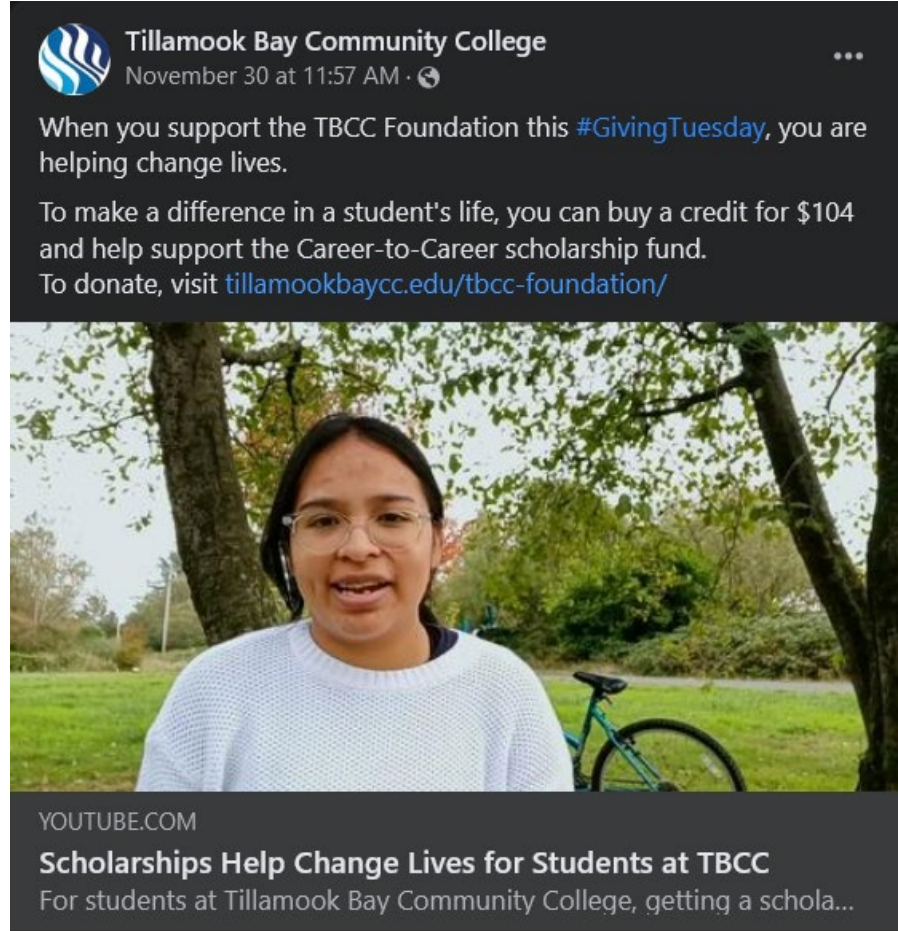 Tillamook Bay Community College
November 30 at 11:57 AM ·
When you support the TBCC Foundation this #GivingTuesday, you are
helping change lives.
To make a difference in a student's life, you can buy a credit for $104
and help support the Career-to-Career scholarship fund.
To donate, visit tillamookbaycc.edu/tbcc-foundation/
YOUTUBE.COM
Scholarships Help Change Lives for Students at TBCC
For students at Tillamook Bay Community College, getting a schola...